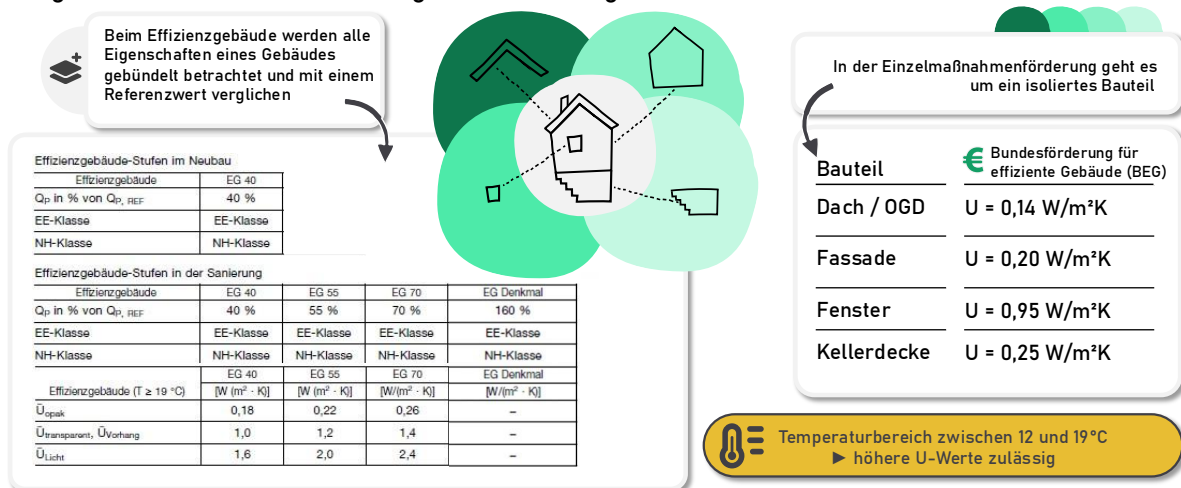 Beim Effizienzgebäude werden alle
Eigenschaften eines Gebäudes
gebündelt betrachtet und mit einem
Referenzwert verglichen
In der Einzelmaßnahmenförderung geht es
um ein isoliertes Bauteil
Effizienzgebäude-Stufen im Neubau
Effizienzgebäude EG 40
QP in % von QP, REF 40 %
EE-Klasse EE-Klasse
NH-Klasse NH-Klasse
Effizienzgebäude-Stufen in der Sanierung
Effizienzgebäude EG 40 EG 55 EG 70 EG Denkmal
QP in % von QP, REF 40 % 55 % 70 % 160 %
EE-Klasse EE-Klasse EE-Klasse EE-Klasse EE-Klasse
NH-Klasse NH-Klasse NH-Klasse NH-Klasse NH-Klasse
EG 40 EG 55 EG 70 EG Denkmal
Effizienzgebäude (T ≥ 19 °C) [W (m² · K)] [W (m² · K)] [W/(m² · K)] [W/(m² · K)]
Ūopak 0,18 0,22 0,26 –
Ūtransparent, ŪVorhang 1,0 1,2 1,4 –
ŪLicht 1,6 2,0 2,4 –
Bauteil € Bundesförderung für
effiziente Gebäude (BEG)
Dach / OGD U = 0,14 W/m²K
Fassade U = 0,20 W/m²K
Fenster U = 0,95 W/m²K
Kellerdecke U = 0,25 W/m²K
Temperaturbereich zwischen 12 und 19°C
► höhere U-Werte zulässig